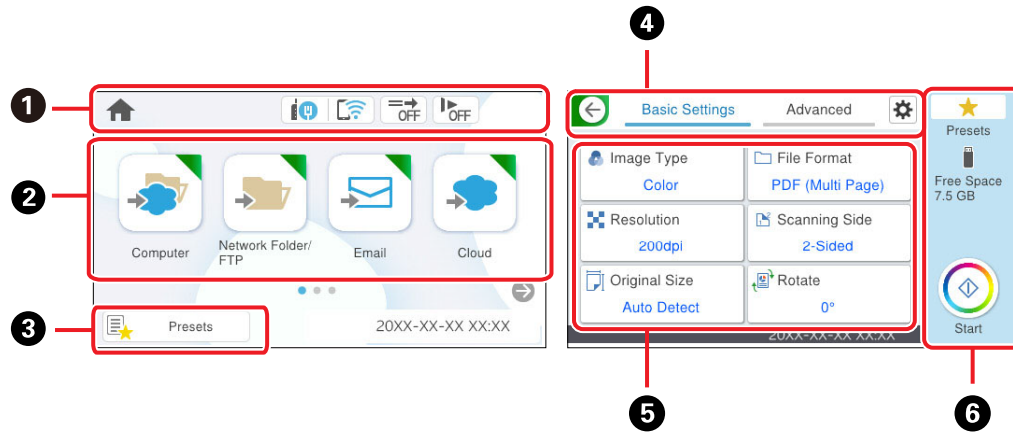 4
1
OFF
OFF
Basic Settings
Advanced
Presets
Free Space
7.5 GB
Start
2
Computer
Network Folder/
FTP
Email
Cloud
Image Type
Color
File Format
PDF (Multi Page)
Resolution
200dpi
Scanning Side
2-Sided
Original Size
Auto Detect
Rotate
0°
3
Presets
20XX-XX-XX XX:XX
20XX-XX-XX XX:XX
5
6